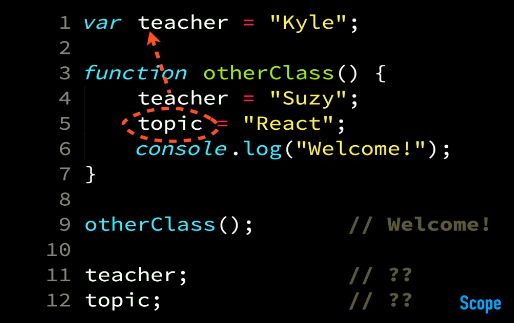 1 var teacher = "Kyle";
2
3 function otherClass() {
4     teacher = "Suzy";
5     topic = "React";
6     console.log("Welcome!");
7 }
8
9 otherClass();        // Welcome!
10
11 teacher;            // ??
12 topic;              // ??
Scope